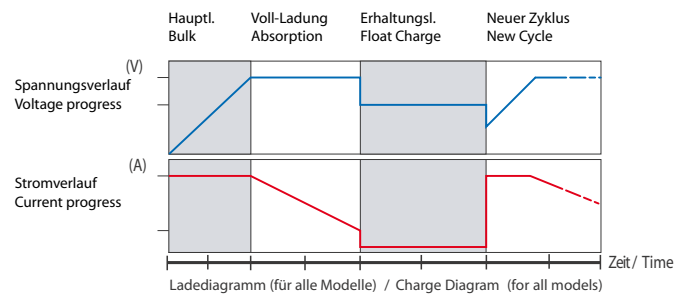 Hauptl. Voll-Ladung Erhaltungsl. Neuer Zyklus
Bulk Absorption Float Charge New Cycle
(V)
Spannungsverlauf
Voltage progress
(A)
Stromverlauf
Current progress
Zeit / Time
Ladediagramm (für alle Modelle) / Charge Diagram (for all models)